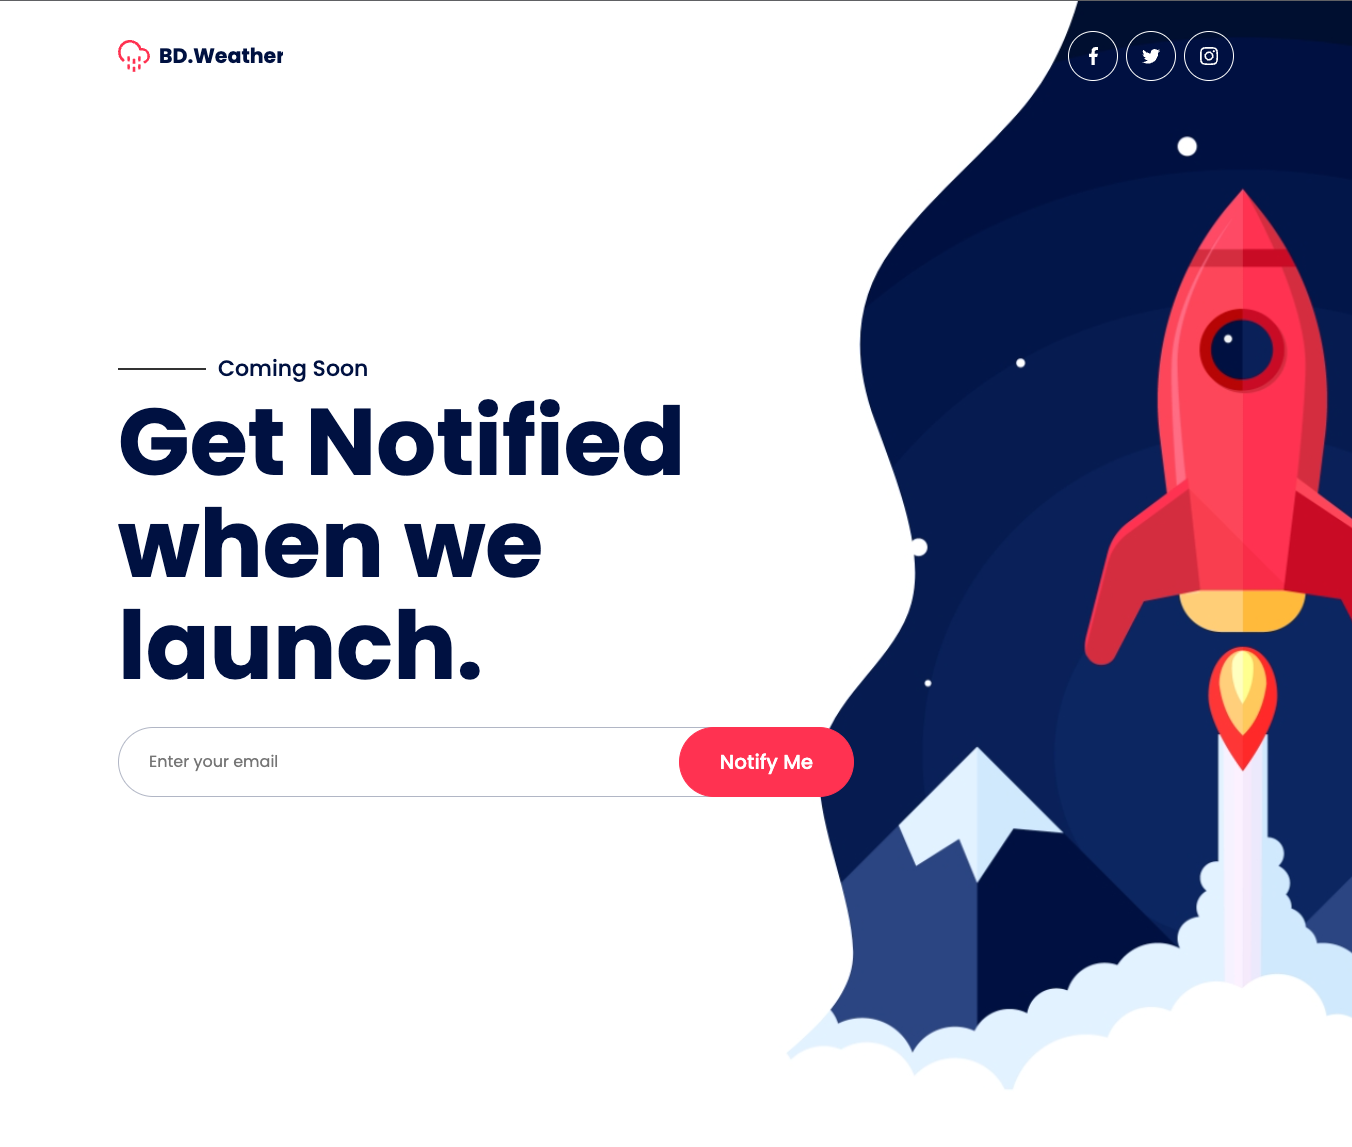 BD.Weather
Coming Soon
Get Notified
when we
launch.
Enter your email
Notify Me